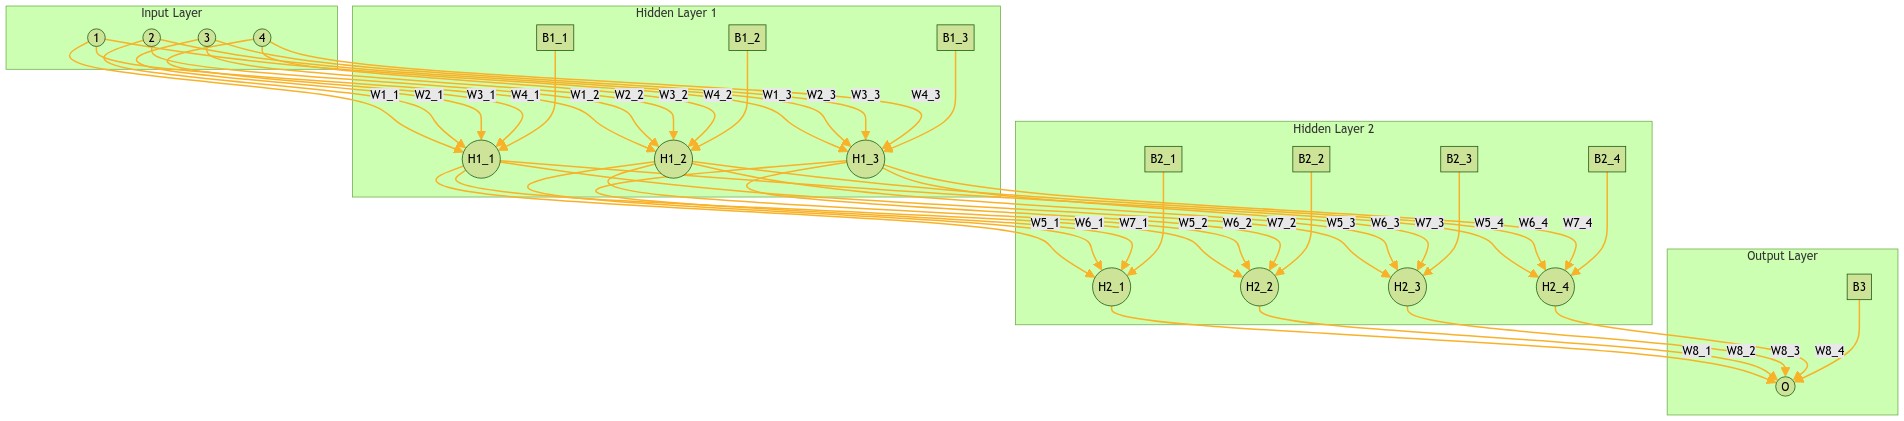 Input Layer
Hidden Layer 1
1 2 3 4
B1_1 B1_2 B1_3
W1_1 W2_1 W3_1 W4_1 W1_2 W2_2 W3_2 W4_2 W1_3 W2_3 W3_3 W4_3
H1_1 H1_2 H1_3
Hidden Layer 2
B2_1 B2_2 B2_3 B2_4
W5_1 W6_1 W7_1 W5_2 W6_2 W7_2 W5_3 W6_3 W7_3 W5_4 W6_4 W7_4
H2_1 H2_2 H2_3 H2_4
Output Layer
B3
W8_1 W8_2 W8_3 W8_4
O